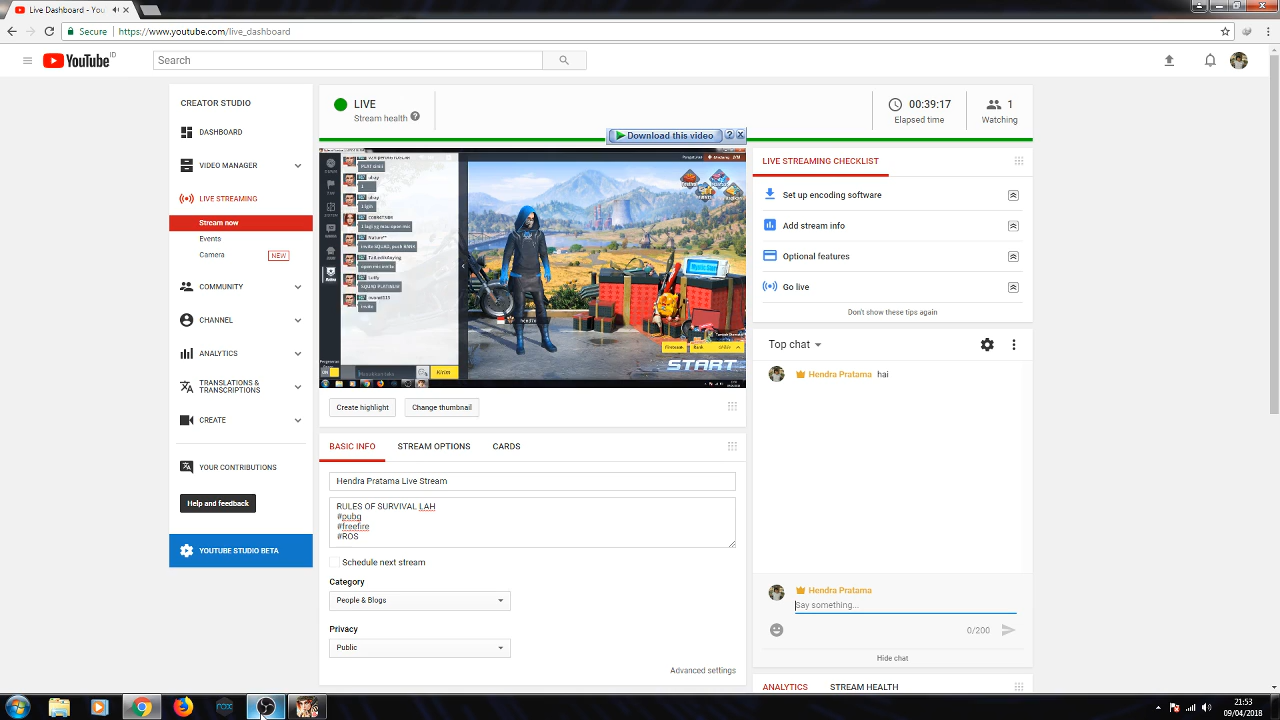 Live Dashboard - You
Secure
https://www.youtube.com/live_dashboard
YouTube ID
Search
CREATOR STUDIO
DASHBOARD
VIDEO MANAGER
LIVE STREAMING
Stream now
Events
Camera
NEW
COMMUNITY
CHANNEL
ANALYTICS
TRANSLATIONS &
TRANSCRIPTIONS
CREATE
YOUR CONTRIBUTIONS
Help and feedback
YOUTUBE STUDIO BETA
LIVE
Stream health ?
00:39:17
Elapsed time
1
Watching
Download this video
?
START
Kirim
Create highlight
Change thumbnail
BASIC INFO
STREAM OPTIONS
CARDS
Hendra Pratama Live Stream
RULES OF SURVIVAL LAH
#pubg
#freefire
#ROS
Schedule next stream
Category
People & Blogs
Privacy
Public
Advanced settings
LIVE STREAMING CHECKLIST
Set up encoding software
Add stream info
Optional features
Go live
Don't show these tips again
Top chat
Hendra Pratama hai
Hendra Pratama
Say something...
0/200
Hide chat
ANALYTICS
STREAM HEALTH
21:53
09/04/2018